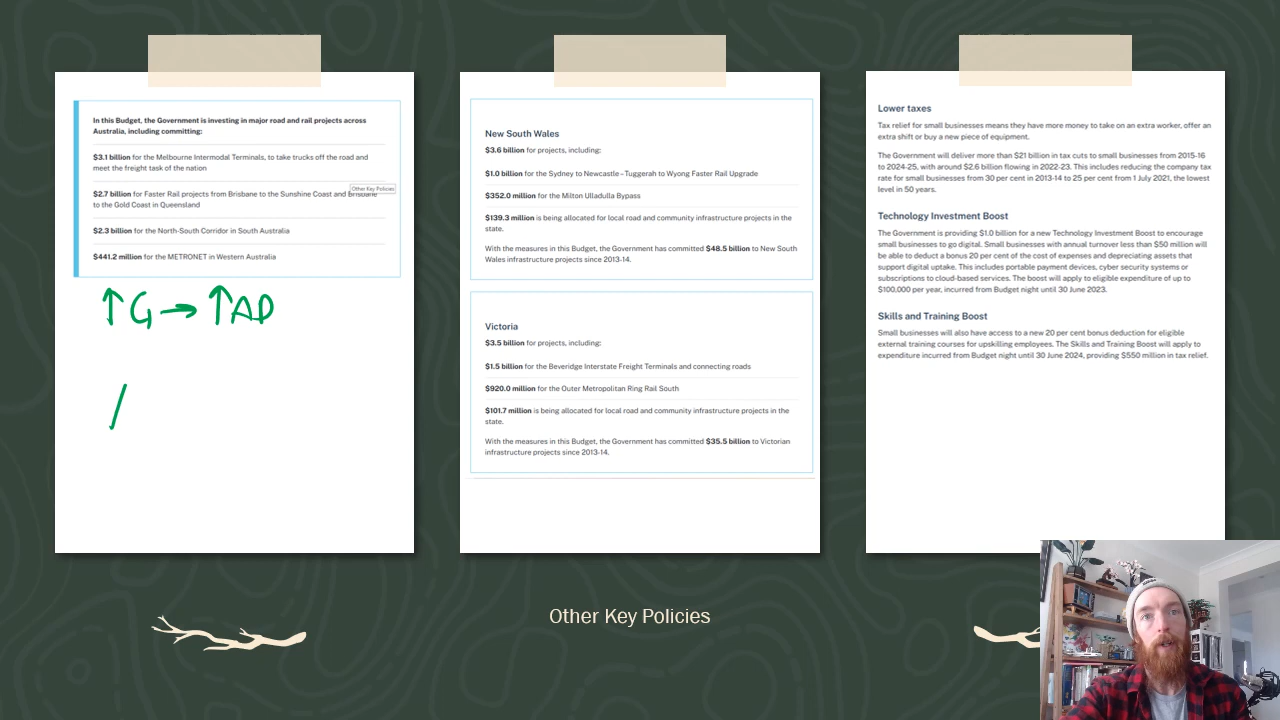 In this Budget, the Government is investing in major road and rail projects across
Australia, including committing:
$3.1 billion for the Melbourne Intermodal Terminals, to take trucks off the road and
meet the freight task of the nation
$2.7 billion for Faster Rail projects from Brisbane to the Sunshine Coast and Brisbane
to the Gold Coast in Queensland
Other Key Policies
$2.3 billion for the North-South Corridor in South Australia
$441.2 million for the METRONET in Western Australia
↑G → ↑AD
New South Wales
$3.6 billion for projects, including:
$1.0 billion for the Sydney to Newcastle – Tuggerah to Wyong Faster Rail Upgrade
$352.0 million for the Milton Ulladulla Bypass
$139.3 million is being allocated for local road and community infrastructure projects in the
state.
With the measures in this Budget, the Government has committed $48.5 billion to New South
Wales infrastructure projects since 2013-14.
Victoria
$3.5 billion for projects, including:
$1.5 billion for the Beveridge Interstate Freight Terminals and connecting roads
$920.0 million for the Outer Metropolitan Ring Rail South
$101.7 million is being allocated for local road and community infrastructure projects in the
state.
With the measures in this Budget, the Government has committed $35.5 billion to Victorian
infrastructure projects since 2013-14.
Lower taxes
Tax relief for small businesses means they have more money to take on an extra worker, offer an
extra shift or buy a new piece of equipment.
The Government will deliver more than $21 billion in tax cuts to small businesses from 2015-16
to 2024-25, with around $2.6 billion flowing in 2022-23. This includes reducing the company tax
rate for small businesses from 30 per cent in 2013-14 to 25 per cent from 1 July 2021, the lowest
level in 50 years.
Technology Investment Boost
The Government is providing $1.0 billion for a new Technology Investment Boost to encourage
small businesses to go digital. Small businesses with annual turnover less than $50 million will
be able to deduct a bonus 20 per cent of the cost of expenses and depreciating assets that
support digital uptake. This includes portable payment devices, cyber security systems or
subscriptions to cloud-based services. The boost will apply to eligible expenditure of up to
$100,000 per year, incurred from Budget night until 30 June 2023.
Skills and Training Boost
Small businesses will also have access to a new 20 per cent bonus deduction for eligible
external training courses for upskilling employees. The Skills and Training Boost will apply to
expenditure incurred from Budget night until 30 June 2024, providing $550 million in tax relief.
Other Key Policies